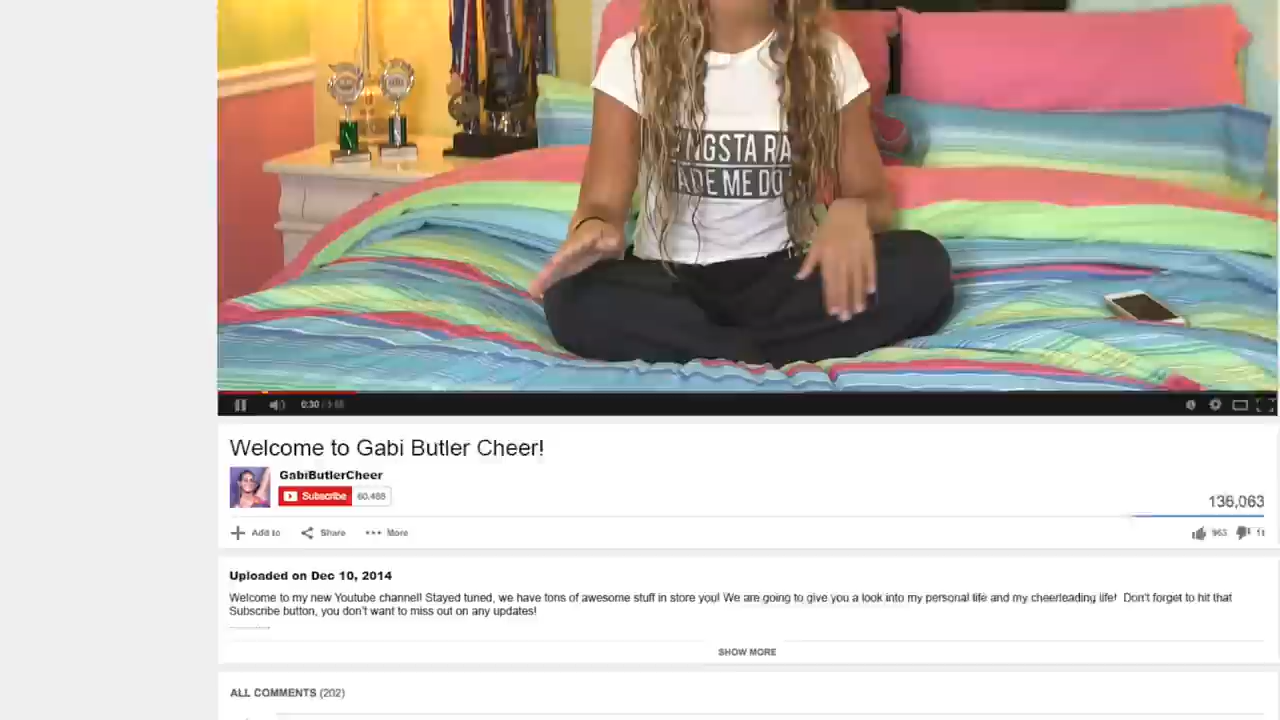 NGSTA RA
ADE ME DO
0:30
Welcome to Gabi Butler Cheer!
GabiButlerCheer
Subscribe
60,488
136,063
Add to
Share
More
963
11
Uploaded on Dec 10, 2014
Welcome to my new Youtube channel! Stayed tuned, we have tons of awesome stuff in store you! We are going to give you a look into my personal life and my cheerleading life! Don't forget to hit that
Subscribe button, you don't want to miss out on any updates!
SHOW MORE
ALL COMMENTS (202)